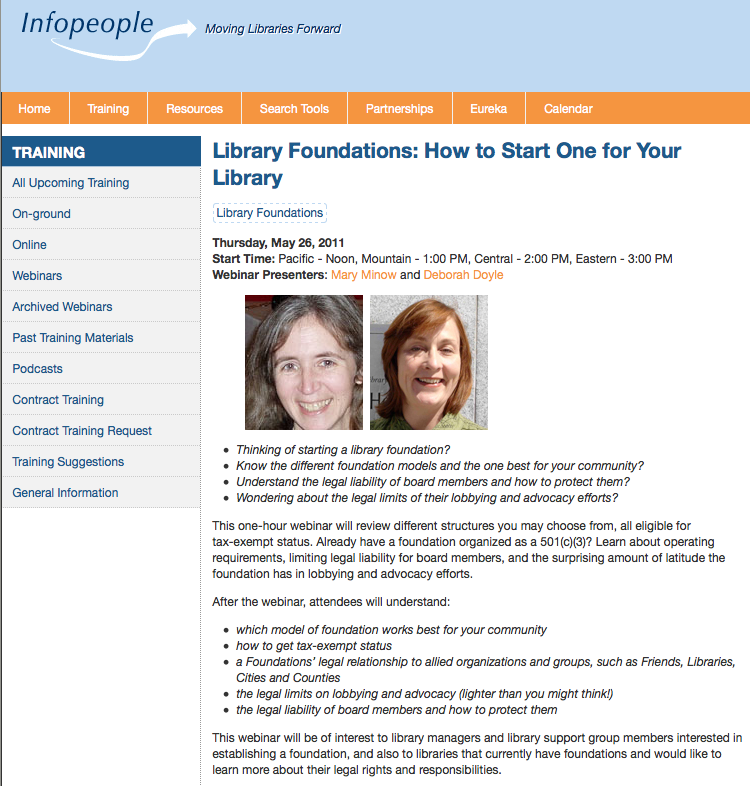 Infopeople
Moving Libraries Forward
Home
Training
Resources
Search Tools
Partnerships
Eureka
Calendar
TRAINING
All Upcoming Training
On-ground
Online
Webinars
Archived Webinars
Past Training Materials
Podcasts
Contract Training
Contract Training Request
Training Suggestions
General Information
Library Foundations: How to Start One for Your
Library
Library Foundations
Thursday, May 26, 2011
Start Time: Pacific - Noon, Mountain - 1:00 PM, Central - 2:00 PM, Eastern - 3:00 PM
Webinar Presenters: Mary Minow and Deborah Doyle
• Thinking of starting a library foundation?
• Know the different foundation models and the one best for your community?
• Understand the legal liability of board members and how to protect them?
• Wondering about the legal limits of their lobbying and advocacy efforts?
This one-hour webinar will review different structures you may choose from, all eligible for
tax-exempt status. Already have a foundation organized as a 501(c)(3)? Learn about operating
requirements, limiting legal liability for board members, and the surprising amount of latitude the
foundation has in lobbying and advocacy efforts.
After the webinar, attendees will understand:
• which model of foundation works best for your community
• how to get tax-exempt status
• a Foundations' legal relationship to allied organizations and groups, such as Friends, Libraries,
Cities and Counties
• the legal limits on lobbying and advocacy (lighter than you might think!)
• the legal liability of board members and how to protect them
This webinar will be of interest to library managers and library support group members interested in
establishing a foundation, and also to libraries that currently have foundations and would like to
learn more about their legal rights and responsibilities.